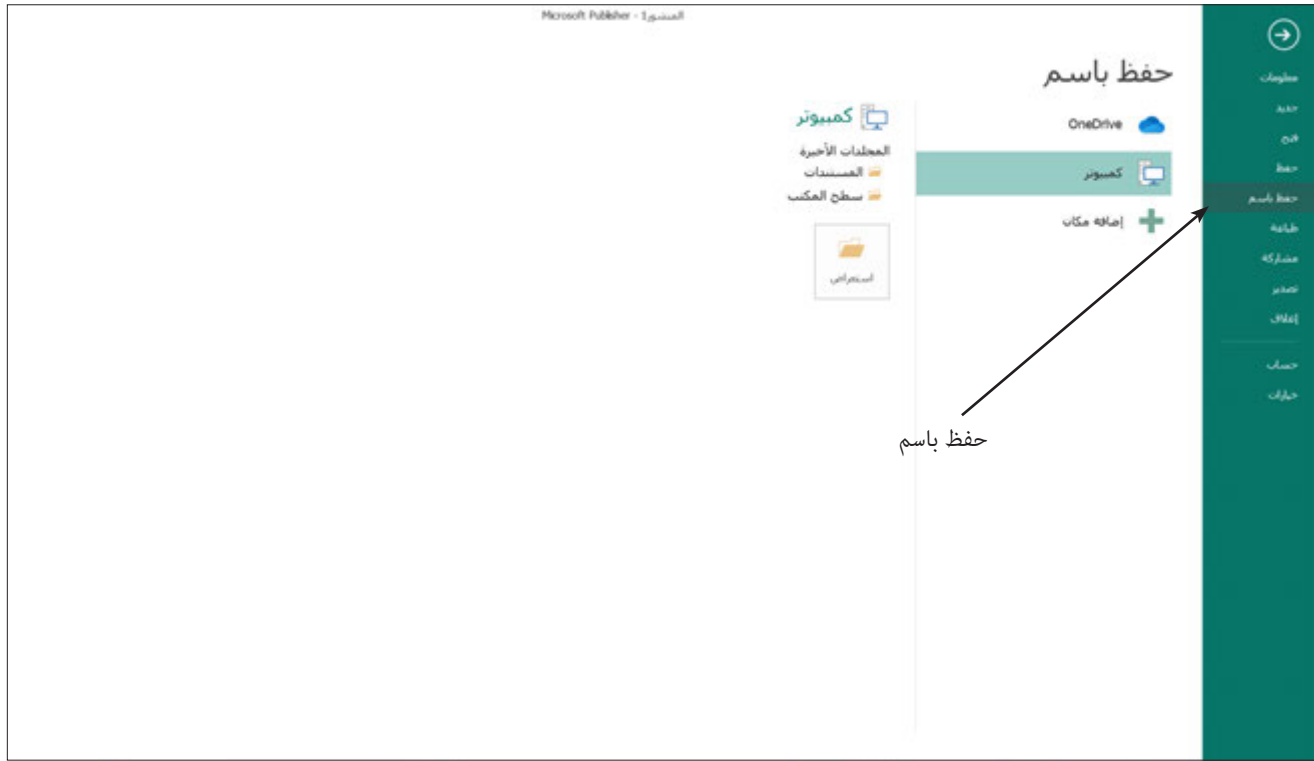 المنشور1 - Microsoft Publisher
معلومات
جديد
فتح
حفظ
حفظ باسم
طباعة
مشاركة
تصدير
إغلاق
حساب
خيارات
حفظ باسم
OneDrive
كمبيوتر
إضافة مكان
كمبيوتر
المجلدات الأخيرة
المستندات
سطح المكتب
استعراض
حفظ باسم